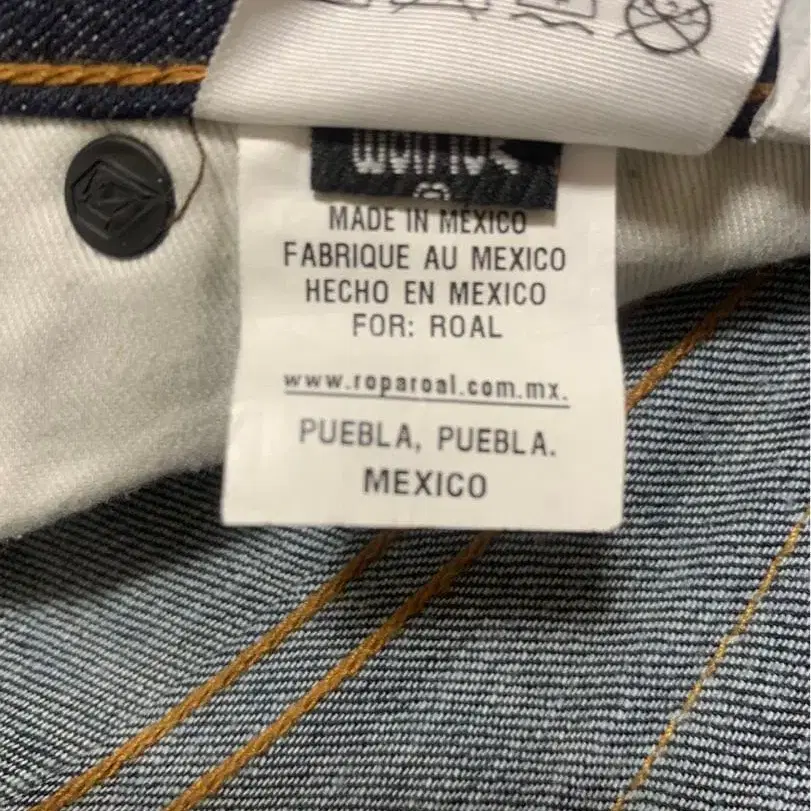 MADE IN MEXICO
FABRIQUE AU MEXICO
HECHO EN MEXICO
FOR: ROAL
www.roparoal.com.mx.
PUEBLA, PUEBLA.
MEXICO